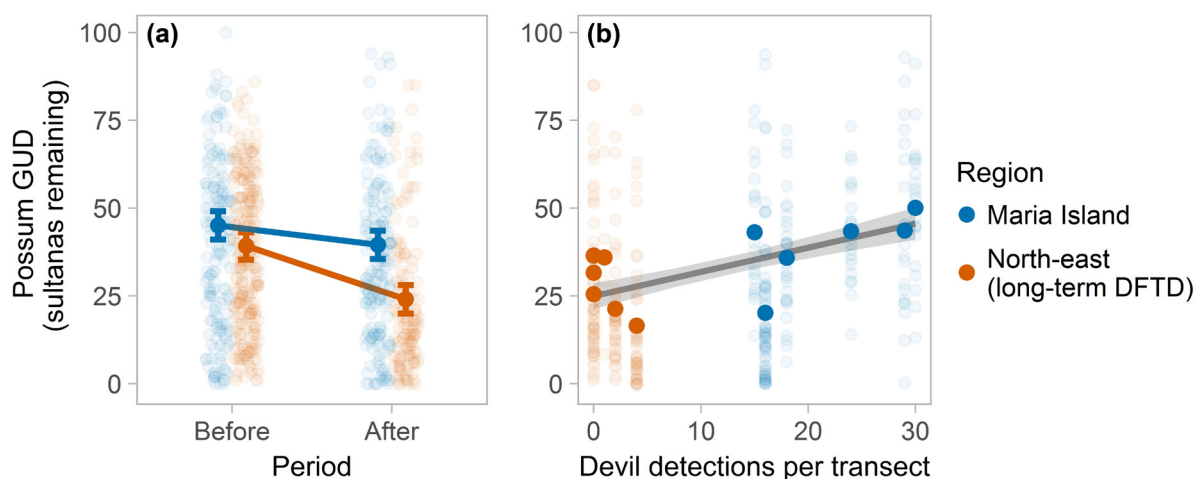 Possum GUD
(sultanas remaining)
100
75
50
25
0
(a)
Before
After
Period
100
75
50
25
0
(b)
0
10
20
30
Devil detections per transect
Region
Maria Island
North-east
(long-term DFTD)